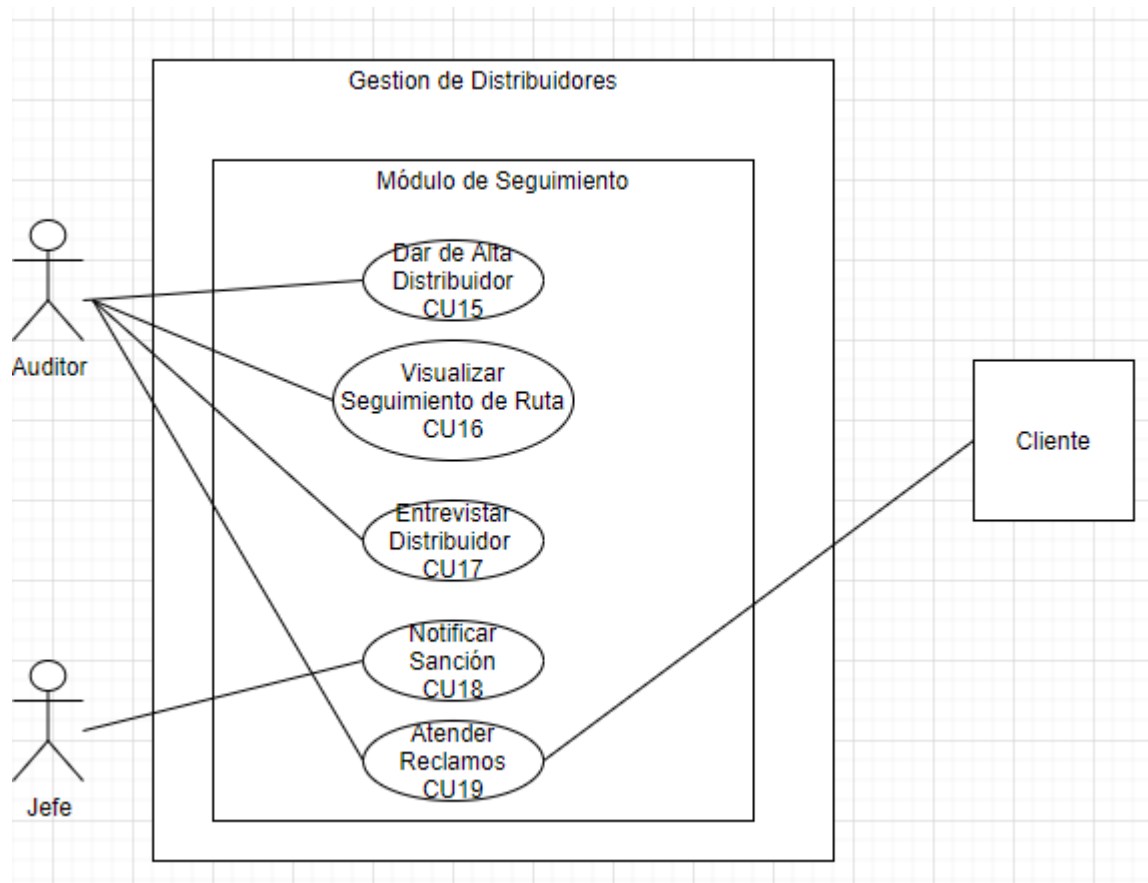 Gestion de Distribuidores
Módulo de Seguimiento
Dar de Alta
Distribuidor
CU15
Auditor
Visualizar
Seguimiento de Ruta
CU16
Cliente
Entrevistar
Distribuidor
CU17
Notificar
Sanción
CU18
Atender
Reclamos
CU19
Jefe